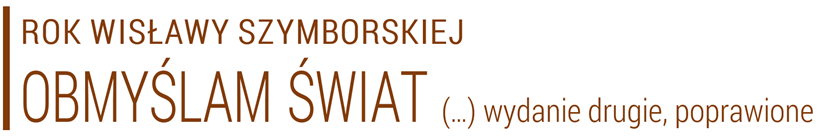 ROK WISŁAWY SZYMBORSKIEJ
OBMYŚLAM ŚWIAT (...) wydanie drugie, poprawione